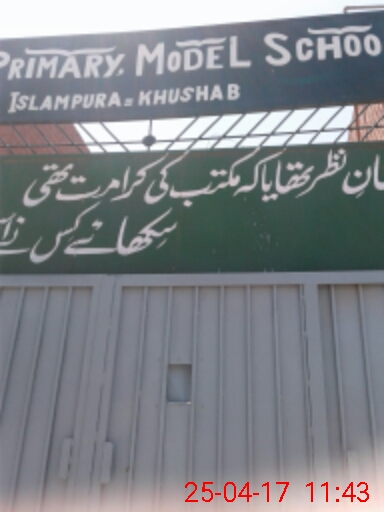 PRIMARY, MODEL SCHOO
ISLAMPURA = KHUSHAB
نظر تھا یا کہ مکتب کی کرامت تھی
سکھائے کس نے
25-04-17 11:43